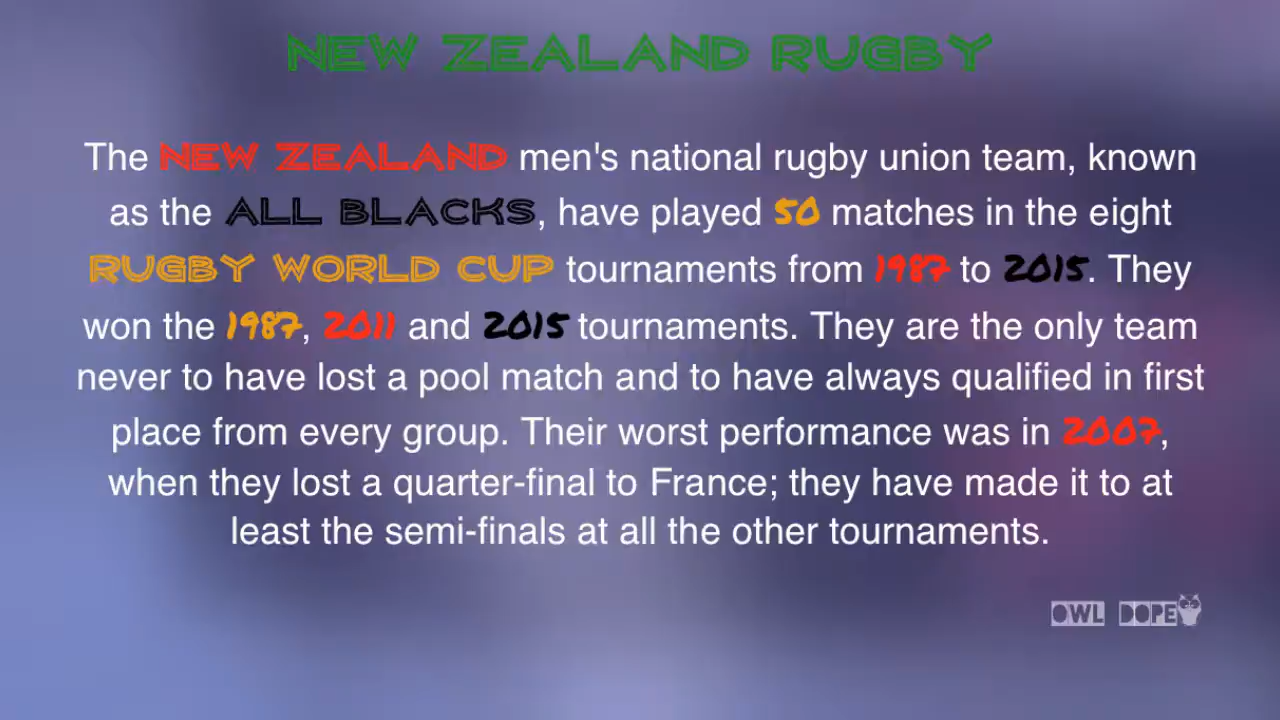 NEW ZEALAND RUGBY
The NEW ZEALAND men's national rugby union team, known
as the ALL BLACKS, have played 50 matches in the eight
RUGBY WORLD CUP tournaments from 1987 to 2015. They
won the 1987, 2011 and 2015 tournaments. They are the only team
never to have lost a pool match and to have always qualified in first
place from every group. Their worst performance was in 2007,
when they lost a quarter-final to France; they have made it to at
least the semi-finals at all the other tournaments.
OWL DOPE